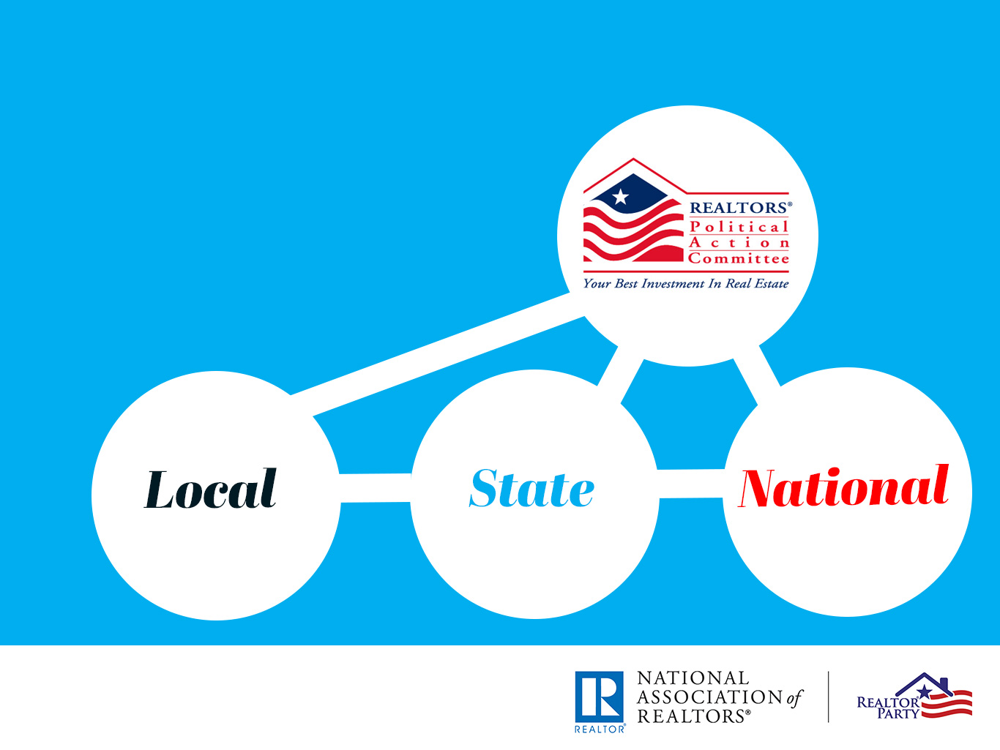 REALTORS®
Political
Action
Committee
Your Best Investment In Real Estate
Local
State
National
R
REALTOR®
NATIONAL
ASSOCIATION of
REALTORS®
REALTOR®
PARTY